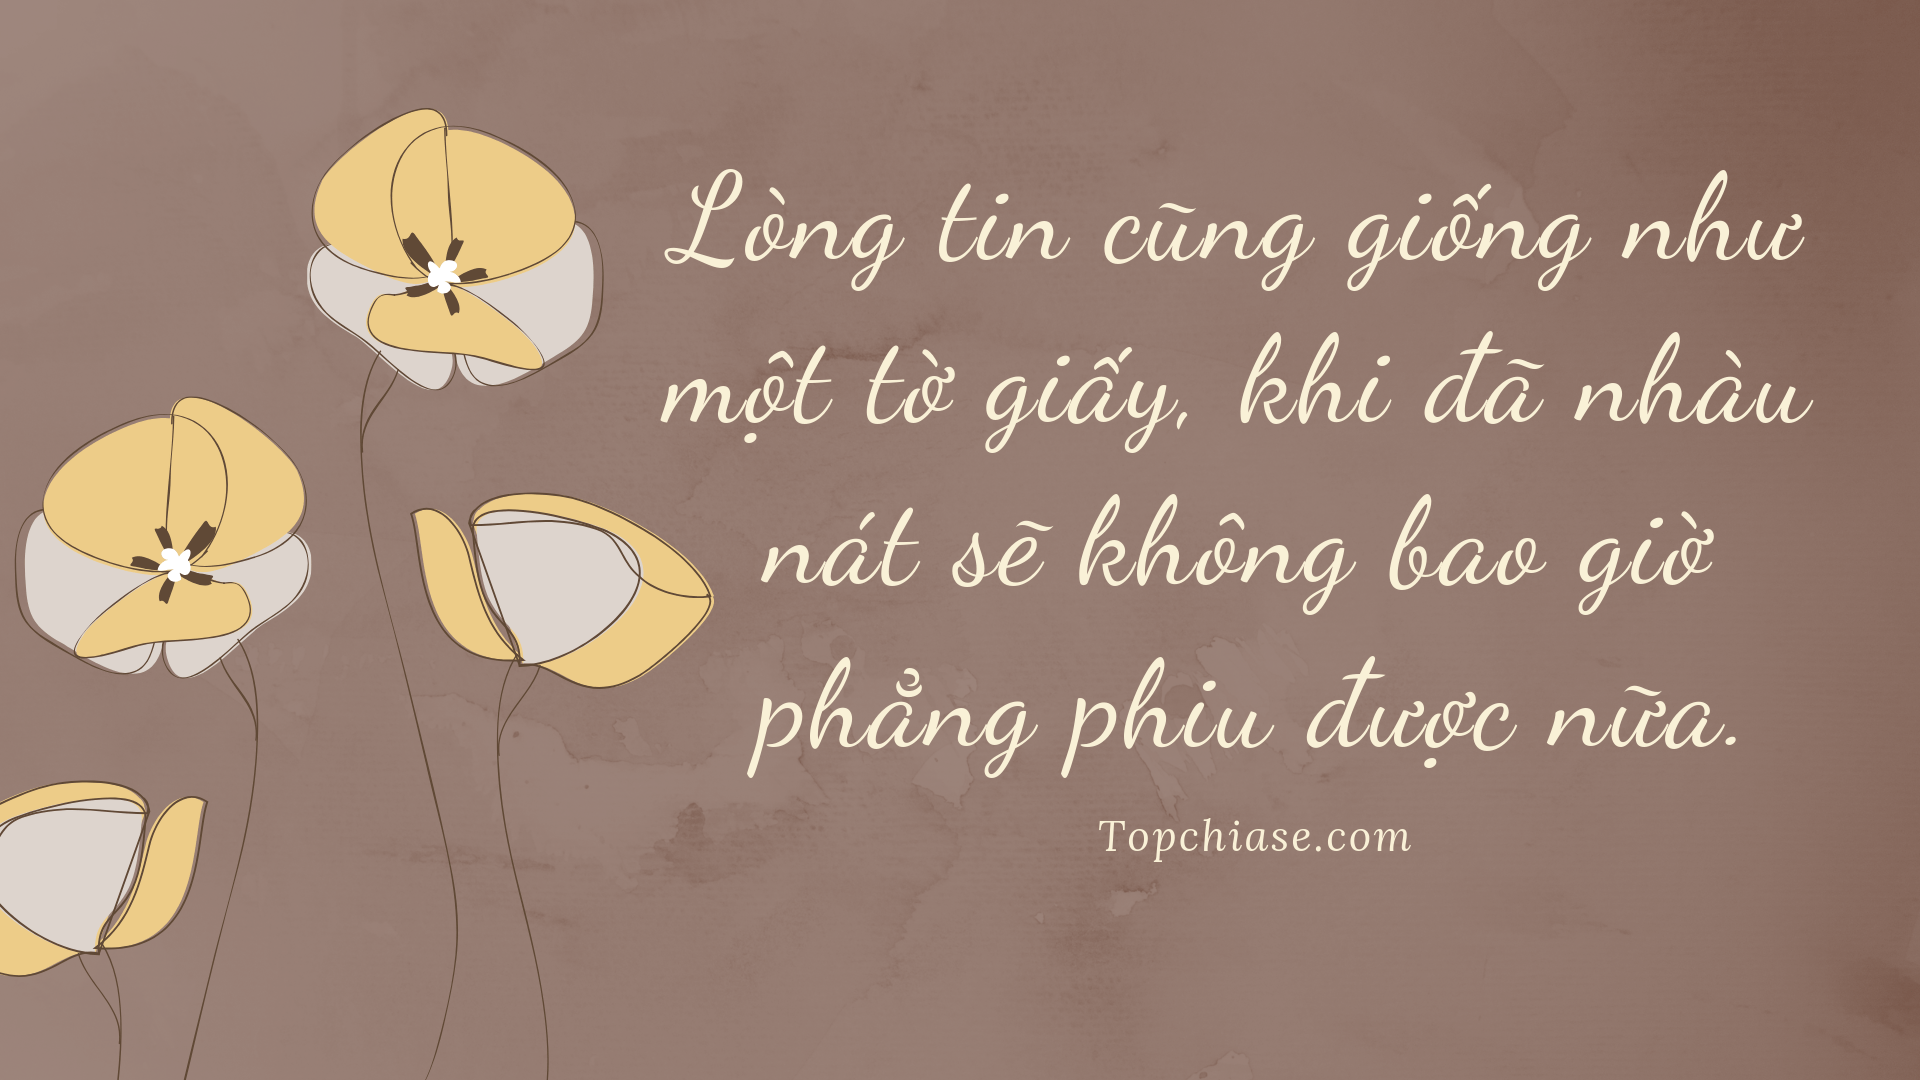 Lòng tin cũng giống như
một tờ giấy, khi đã nhàu
nát sẽ không bao giờ
phẳng phiu được nữa.
Topchiase.com